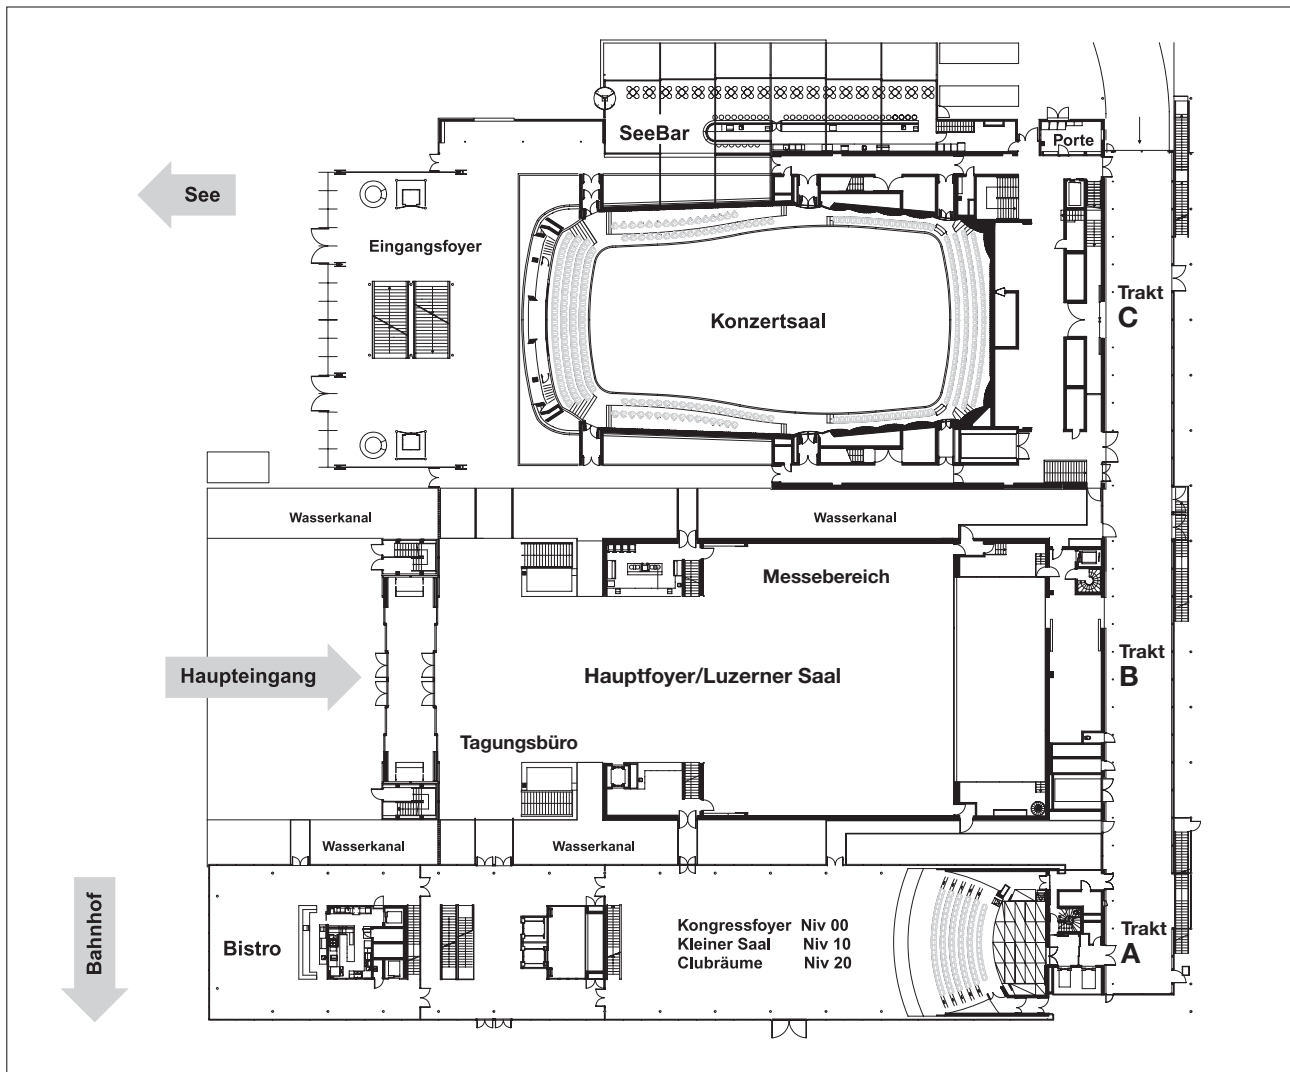 SeeBar
Porte
See
Eingangsfoyer
Konzertsaal
Trakt
C
Wasserkanal
Wasserkanal
Messebereich
Haupteingang
Hauptfoyer/Luzerner Saal
Trakt
B
Tagungsbüro
Wasserkanal
Wasserkanal
Bahnhof
Bistro
Kongressfoyer Niv 00
Kleiner Saal Niv 10
Clubräume Niv 20
Trakt
A